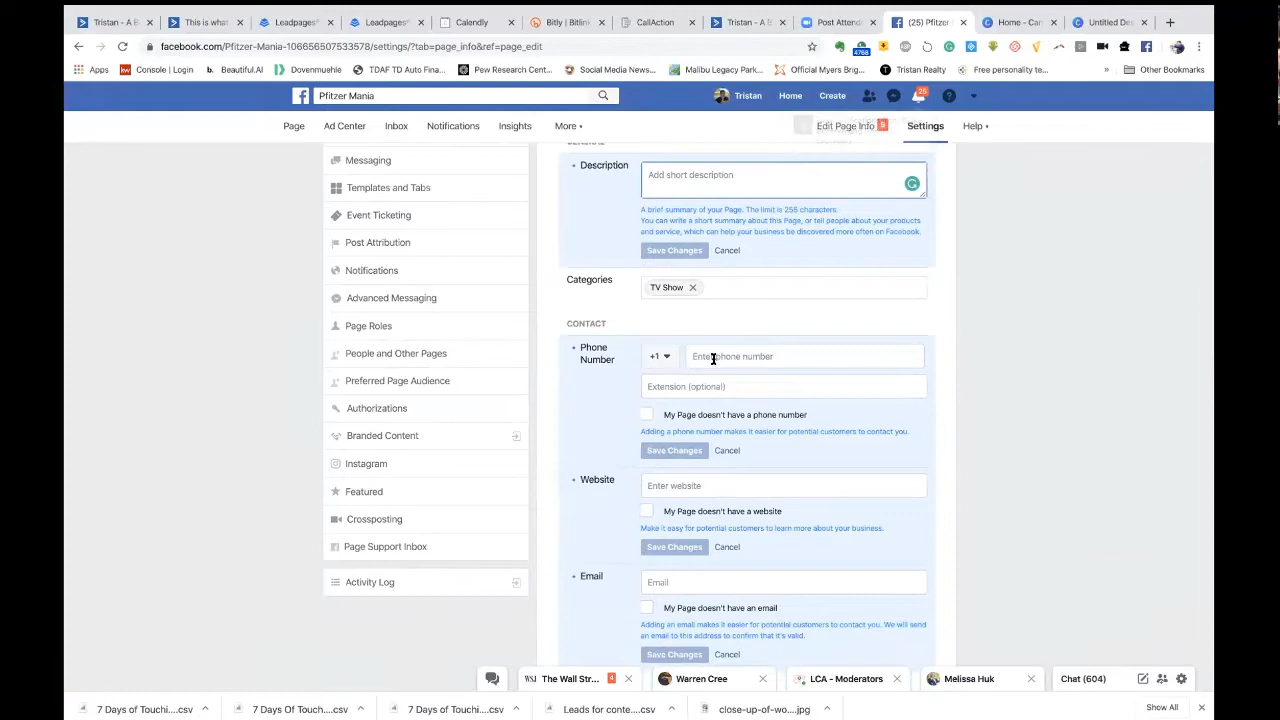 Tristan - A B
This is what
Leadpages®
Leadpages®
Calendly
Bitly | Bitlink
CallAction
Tristan - A B
Post Attend
(25) Pfitzer
Home - Can
Untitled Des
facebook.com/Pfitzer-Mania-106656507533578/settings/?tab=page_info&ref=page_edit
4768
Apps
Console | Login
Beautiful.AI
Dovenmuehle
TDAF TD Auto Fina...
Pew Research Cent...
Social Media News...
Malibu Legacy Park...
Official Myers Brig...
Tristan Realty
Free personality te...
»
Other Bookmarks
Pfitzer Mania
Tristan
Home
Create
25
Page
Ad Center
Inbox
Notifications
Insights
More
Edit Page Info 5
Settings
Help
Messaging
Templates and Tabs
Event Ticketing
Post Attribution
Notifications
Advanced Messaging
Page Roles
People and Other Pages
Preferred Page Audience
Authorizations
Branded Content
Instagram
Featured
Crossposting
Page Support Inbox
Activity Log
GENERAL
• Description
Add short description
A brief summary of your Page. The limit is 255 characters.
You can write a short summary about this Page, or tell people about your products
and service, which can help your business be discovered more often on Facebook.
Save Changes Cancel
Categories
TV Show
CONTACT
• Phone
Number
+1
Enter phone number
Extension (optional)
My Page doesn't have a phone number
Adding a phone number makes it easier for potential customers to contact you.
Save Changes Cancel
• Website
Enter website
My Page doesn't have a website
Make it easy for potential customers to learn more about your business.
Save Changes Cancel
• Email
Email
My Page doesn't have an email
Adding an email makes it easier for potential customers to contact you. We will send
an email to this address to confirm that it's valid.
Save Changes Cancel
WSJ The Wall Str... 4
Warren Cree
LCA - Moderators
Melissa Huk
Chat (604)
7 Days of Touchi....csv
7 Days Of Touch....csv
7 Days of Touchi....csv
Leads for conte....csv
close-up-of-wo....jpg
Show All